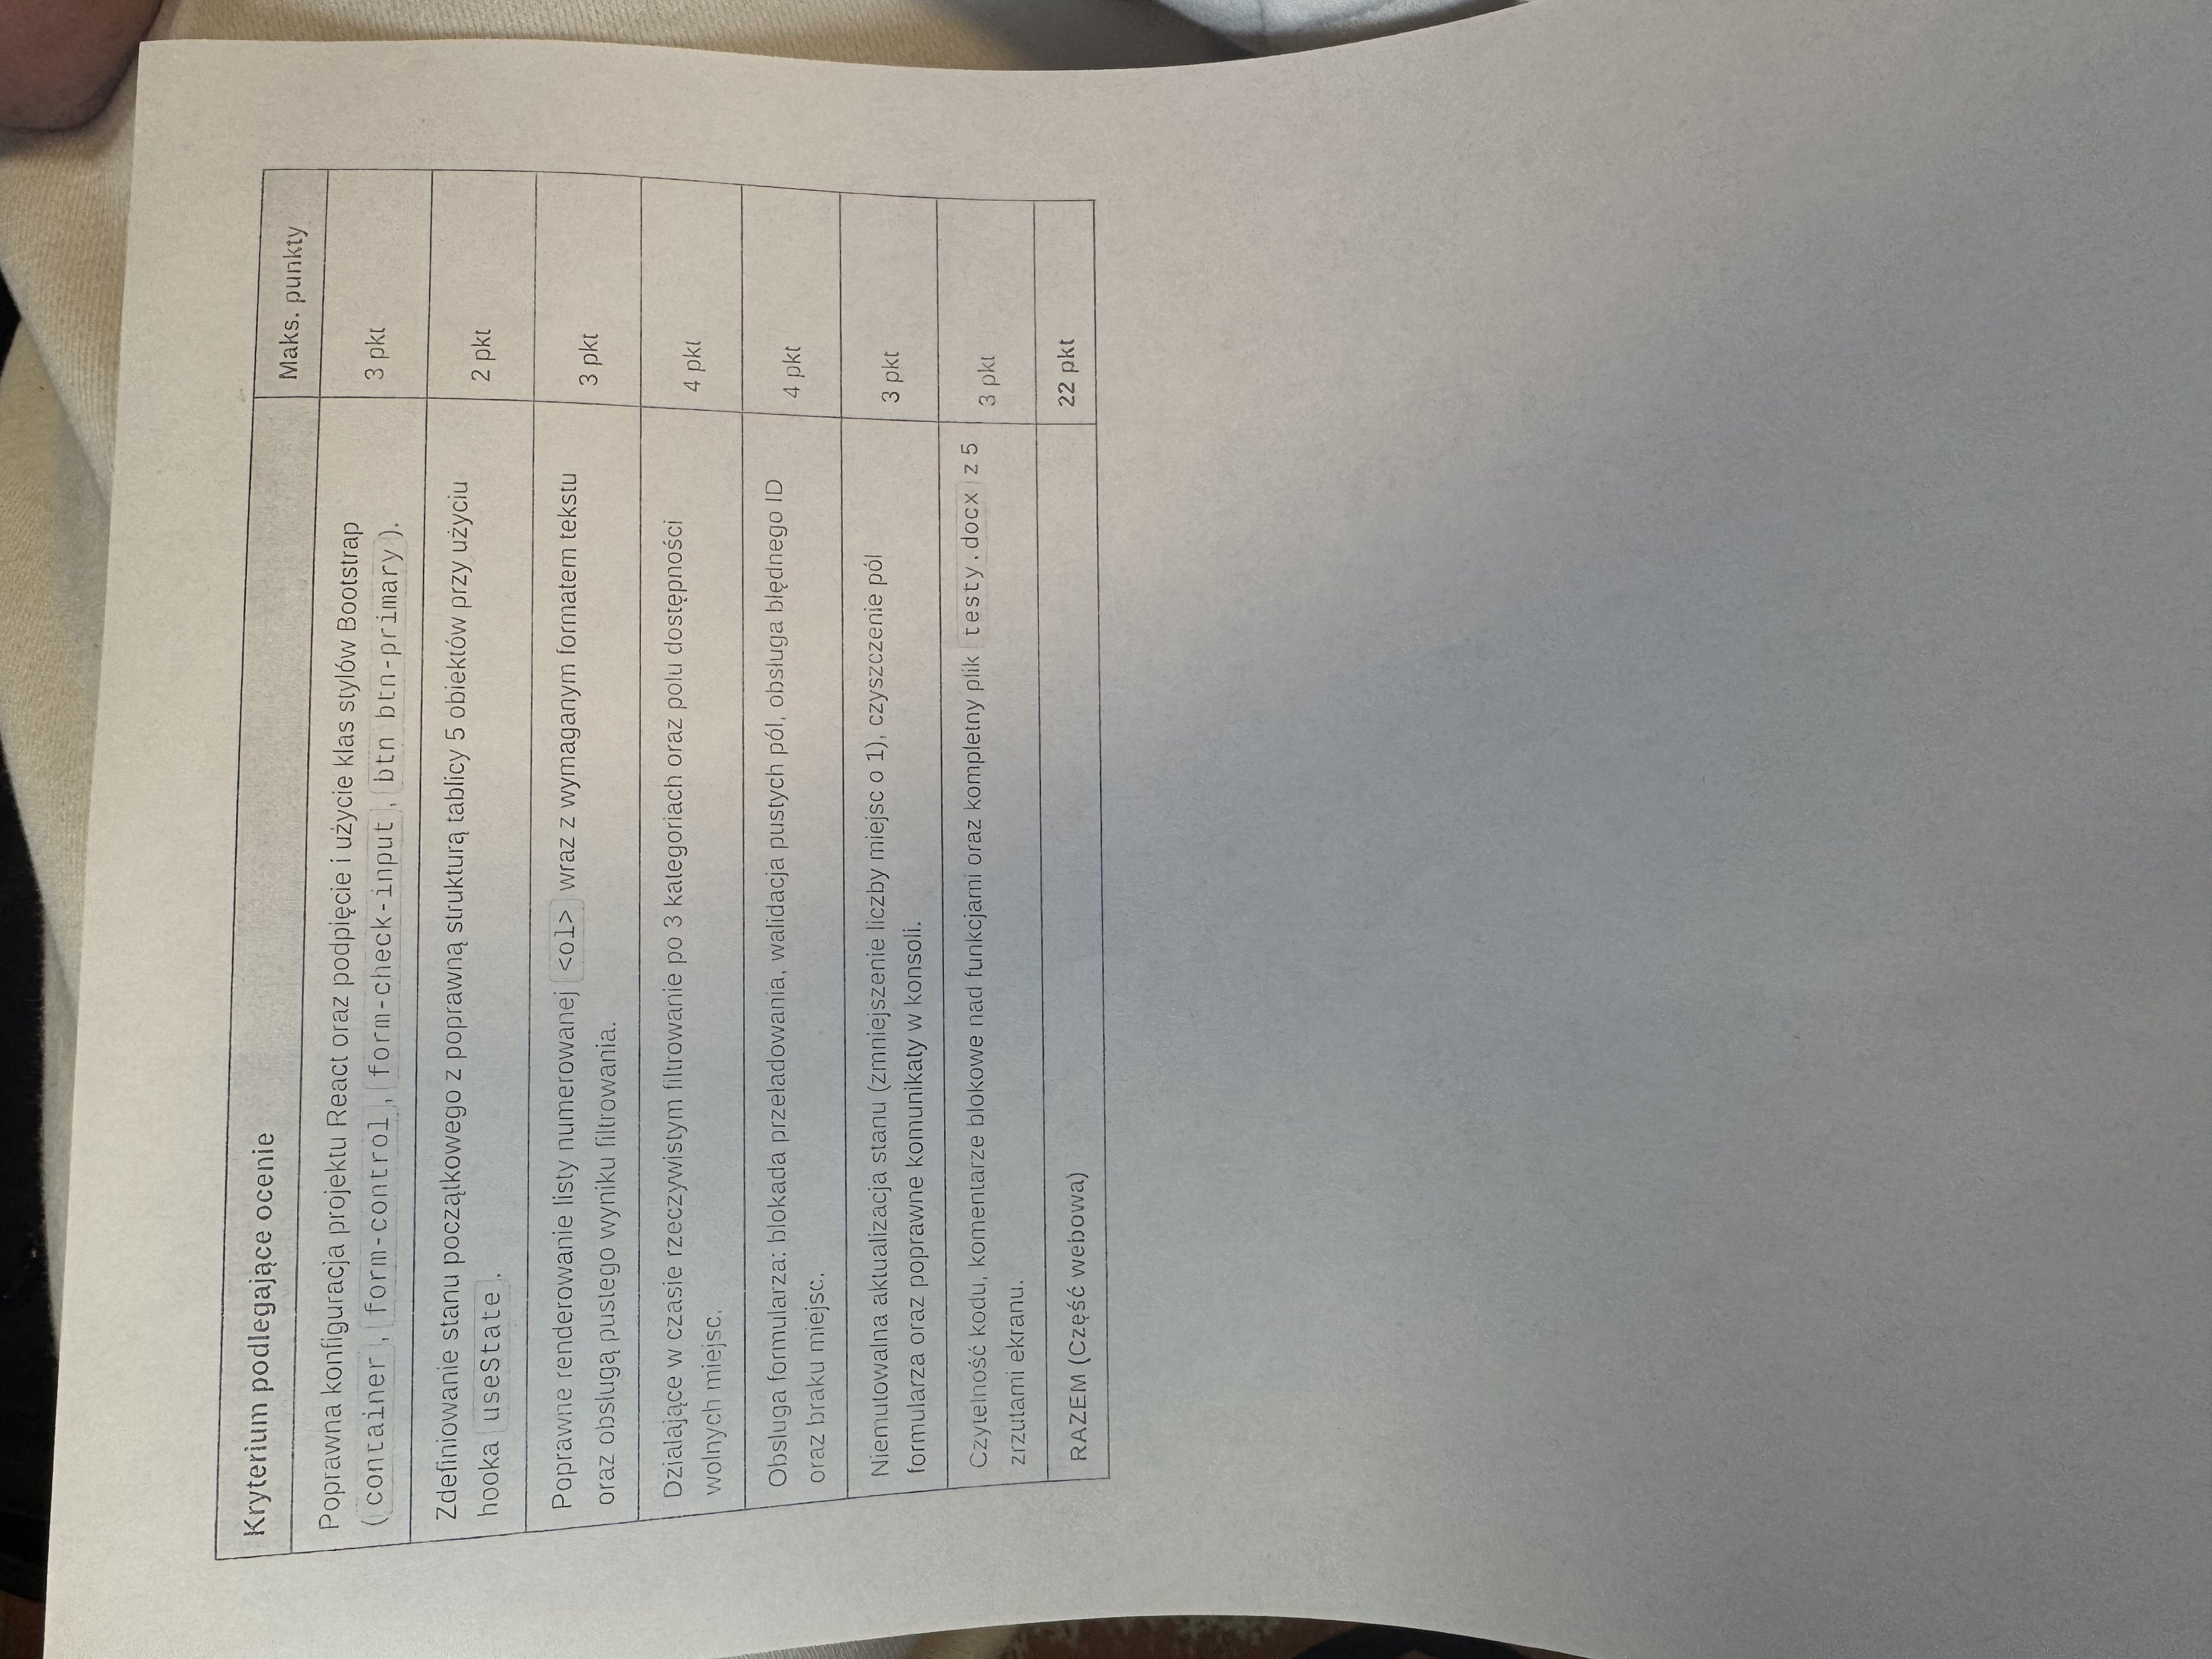 Kryterium podlegające ocenie
Maks. punkty
Poprawna konfiguracja projektu React oraz podpięcie i użycie klas stylów Bootstrap
(container, form-control, form-check-input, btn btn-primary).
3 pkt
Zdefiniowanie stanu początkowego z poprawną strukturą tablicy 5 obiektów przy użyciu
hooka useState.
2 pkt
Poprawne renderowanie listy numerowanej <ol> wraz z wymaganym formatem tekstu
oraz obsługą pustego wyniku filtrowania.
3 pkt
Działające w czasie rzeczywistym filtrowanie po 3 kategoriach oraz polu dostępności
wolnych miejsc.
4 pkt
Obsługa formularza: blokada przeładowania, walidacja pustych pól, obsługa błędnego ID
oraz braku miejsc.
4 pkt
Niemutowalna aktualizacja stanu (zmniejszenie liczby miejsc o 1), czyszczenie pól
formularza oraz poprawne komunikaty w konsoli.
3 pkt
Czytelność kodu, komentarze blokowe nad funkcjami oraz kompletny plik testy.docx z 5
zrzutami ekranu.
3 pkt
RAZEM (Część webowa)
22 pkt